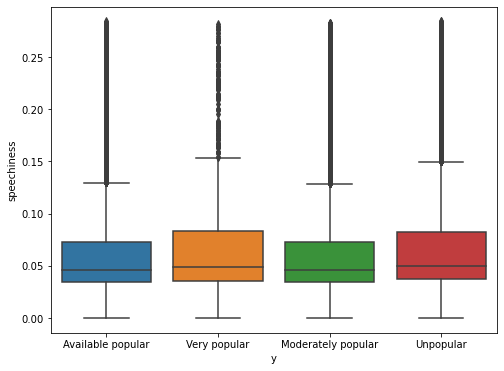 0.25
0.20
0.15
0.10
0.05
0.00
speechiness
Available popular
Very popular
Moderately popular
Unpopular
y